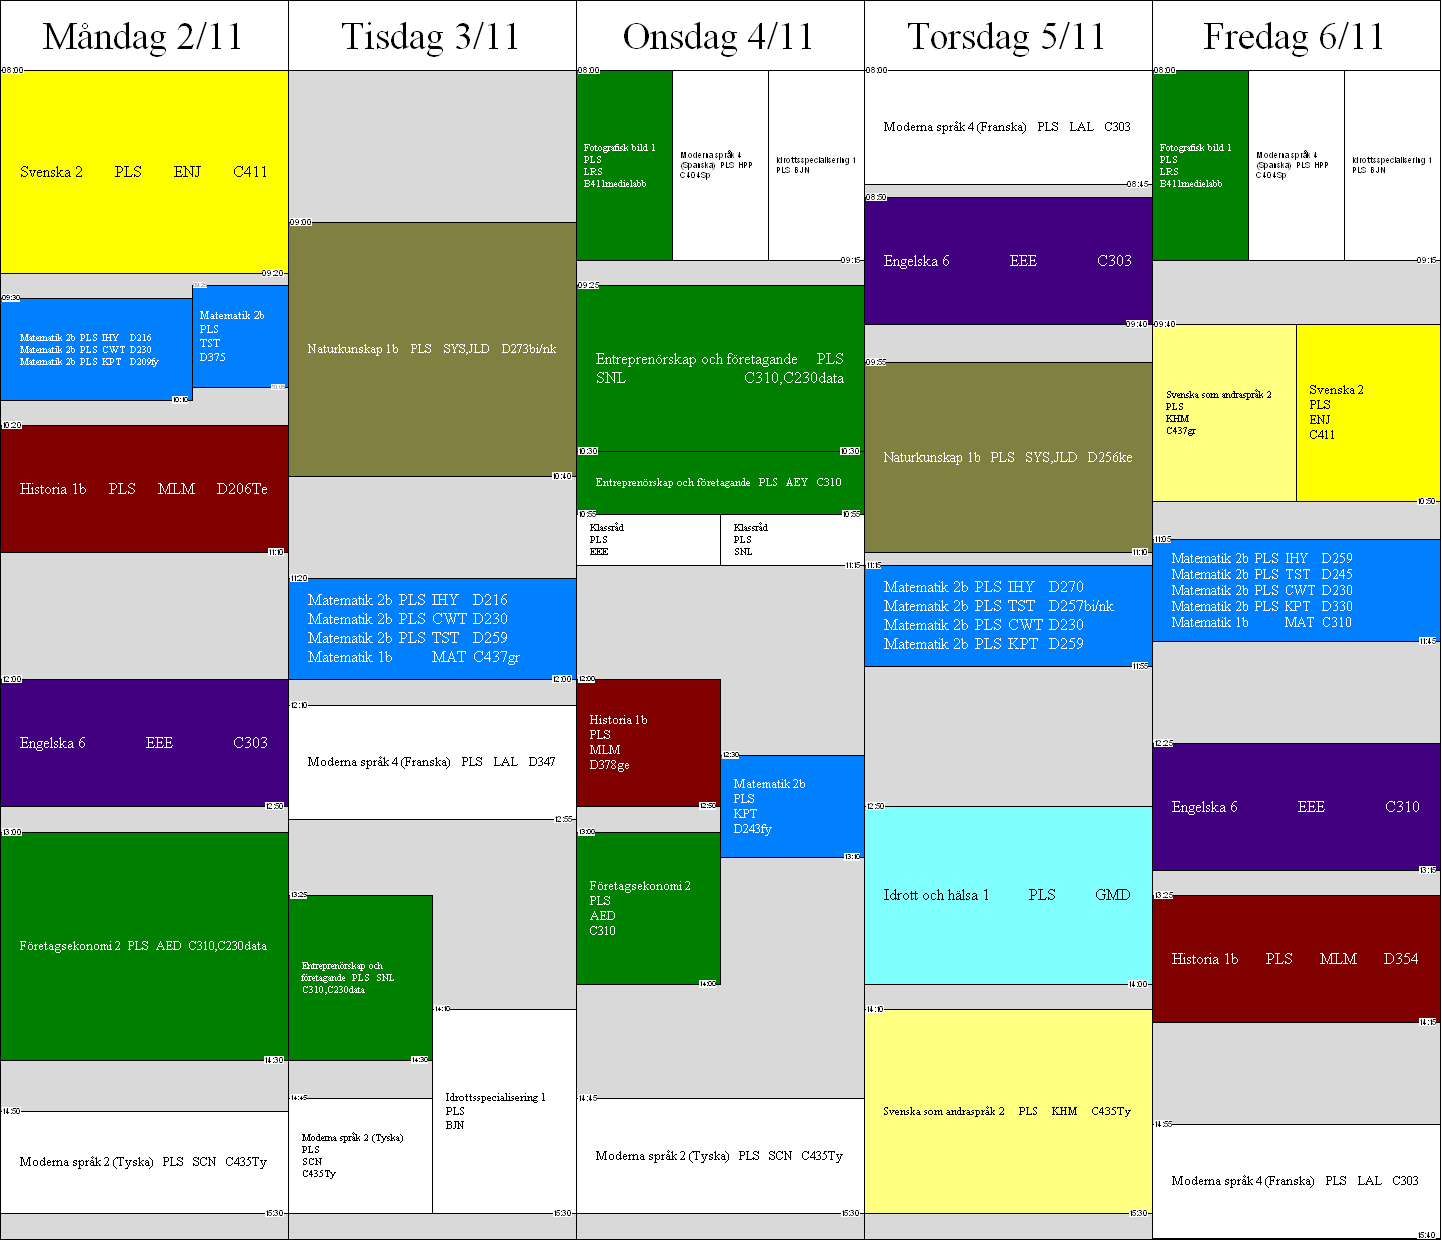 Måndag 2/11
08:00
Svenska 2 PLS ENJ C411
09:20
09:30
Matematik 2b PLS IHY D216
Matematik 2b PLS CWT D230
Matematik 2b PLS KPT D209fy
10:10
09:25
Matematik 2b
PLS
TST
D375
10:05
10:20
Historia 1b PLS MLM D206Te
11:10
12:00
Engelska 6 EEE C303
12:50
13:00
Företagsekonomi 2 PLS AED C310,C230data
14:30
14:50
Moderna språk 2 (Tyska) PLS SCN C435Ty
15:30
Tisdag 3/11
09:00
Naturkunskap 1b PLS SYS,JLD D273bi/nk
10:40
11:20
Matematik 2b PLS IHY D216
Matematik 2b PLS CWT D230
Matematik 2b PLS TST D259
Matematik 1b MAT C437gr
12:00
12:10
Moderna språk 4 (Franska) PLS LAL D347
12:55
13:25
Entreprenörskap och
företagande PLS SNL
C310,C230data
14:30
14:10
Idrottsspecialisering 1
PLS
BJN
14:45
Moderna språk 2 (Tyska)
PLS
SCN
C435Ty
15:30
Onsdag 4/11
08:00
Fotografisk bild 1
PLS
LRS
B411medielabb
Moderna språk 4
(Spanska) PLS HPP
C404Sp
Idrottsspecialisering 1
PLS BJN
09:15
09:25
Entreprenörskap och företagande PLS
SNL C310,C230data
10:30
10:30
Entreprenörskap och företagande PLS AEY C310
10:55
10:55
Klassråd
PLS
EEE
Klassråd
PLS
SNL
11:15
12:00
Historia 1b
PLS
MLM
D378ge
12:50
12:30
Matematik 2b
PLS
KPT
D243fy
13:10
13:00
Företagsekonomi 2
PLS
AED
C310
14:00
14:45
Moderna språk 2 (Tyska) PLS SCN C435Ty
15:30
Torsdag 5/11
08:00
Moderna språk 4 (Franska) PLS LAL C303
08:45
08:50
Engelska 6 EEE C303
09:40
09:55
Naturkunskap 1b PLS SYS,JLD D256ke
11:10
11:15
Matematik 2b PLS IHY D270
Matematik 2b PLS TST D257bi/nk
Matematik 2b PLS CWT D230
Matematik 2b PLS KPT D259
11:55
12:50
Idrott och hälsa 1 PLS GMD
14:00
14:10
Svenska som andraspråk 2 PLS KHM C435Ty
15:30
Fredag 6/11
08:00
Fotografisk bild 1
PLS
LRS
B411medielabb
Moderna språk 4
(Spanska) PLS HPP
C404Sp
Idrottsspecialisering 1
PLS BJN
09:15
09:40
Svenska som andraspråk 2
PLS
KHM
C437gr
Svenska 2
PLS
ENJ
C411
10:50
11:05
Matematik 2b PLS IHY D259
Matematik 2b PLS TST D245
Matematik 2b PLS CWT D230
Matematik 2b PLS KPT D330
Matematik 1b MAT C310
11:45
12:25
Engelska 6 EEE C310
13:15
13:25
Historia 1b PLS MLM D354
14:15
14:55
Moderna språk 4 (Franska) PLS LAL C303
15:40